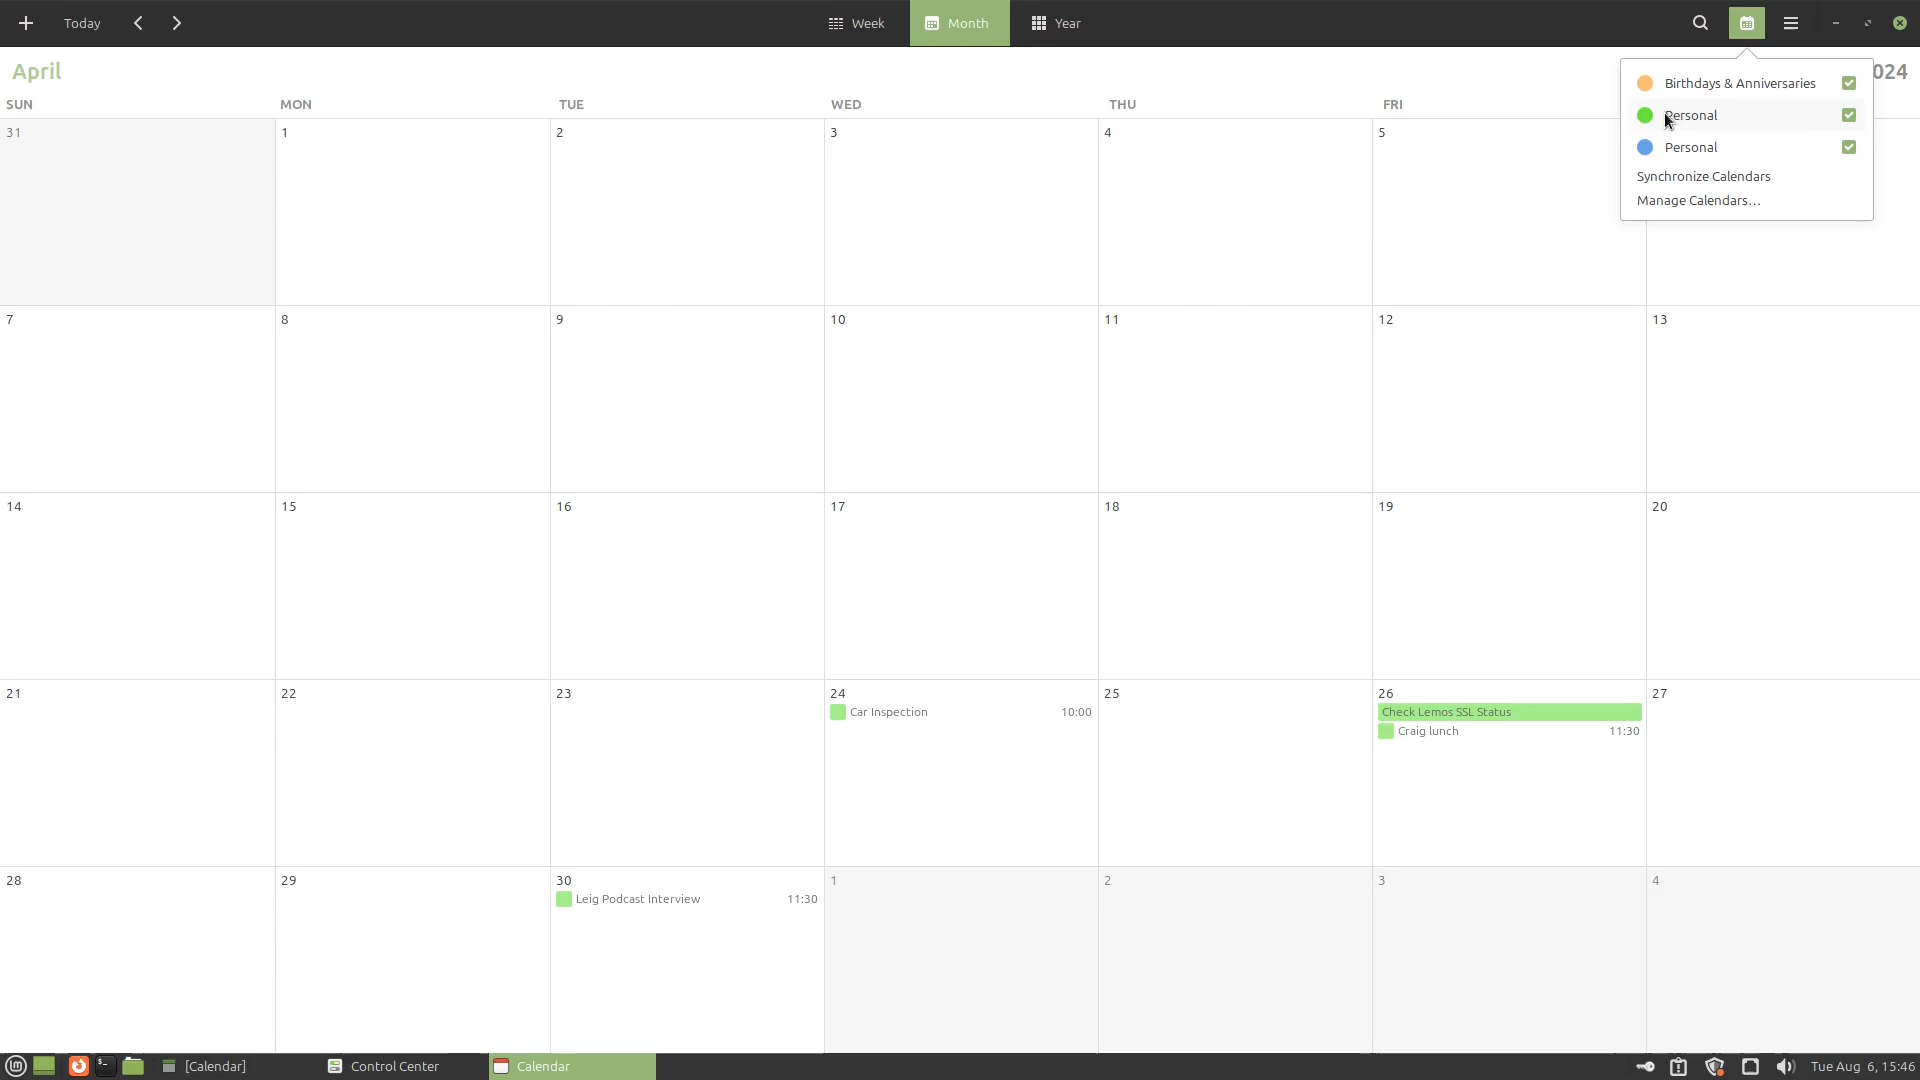 Today
Week
Month
Year
April
024
Birthdays & Anniversaries
Personal
Personal
Synchronize Calendars
Manage Calendars…
SUN MON TUE WED THU FRI
31 1 2 3 4 5
7 8 9 10 11 12 13
14 15 16 17 18 19 20
21 22 23 24 25 26 27
Car Inspection 10:00
Check Lemos SSL Status
Craig lunch 11:30
28 29 30 1 2 3 4
Leig Podcast Interview 11:30
[Calendar] Control Center Calendar Tue Aug 6, 15:46